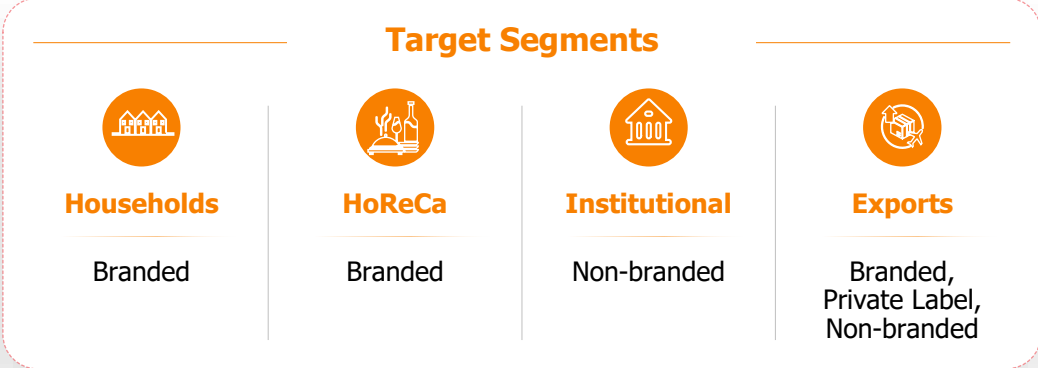 Target Segments
Households
HoReCa
Institutional
Exports
Branded
Branded
Non-branded
Branded,
Private Label,
Non-branded